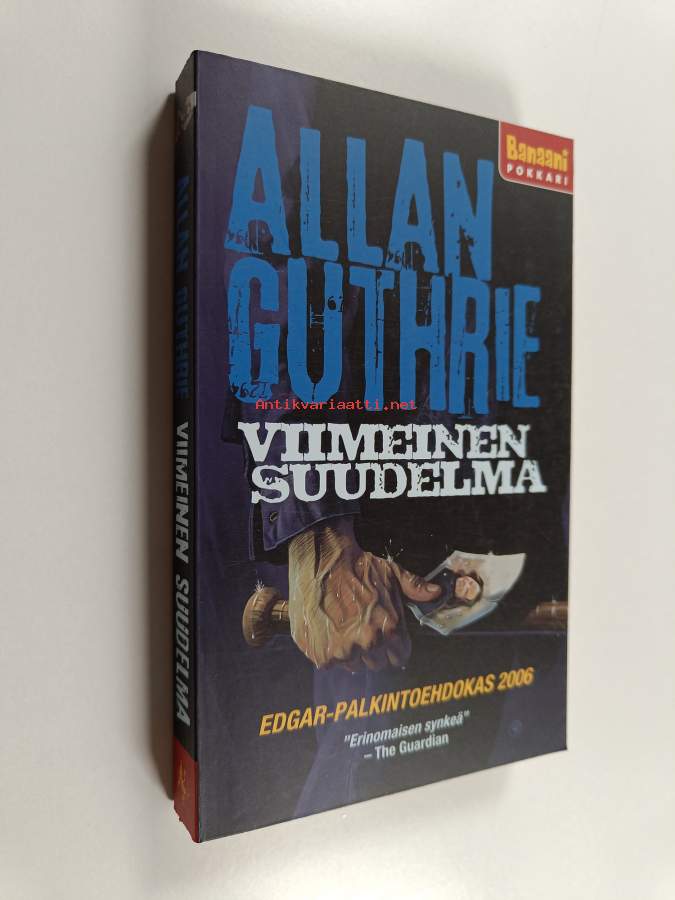 Banaani
POKKARI
ALLAN
GUTHRIE
VIIMEINEN
SUUDELMA
EDGAR-PALKINTOEHDOKAS 2006
"Erinomaisen synkeä"
– The Guardian
ALLAN GUTHRIE VIIMEINEN SUUDELMA
Antikvariaatti.net